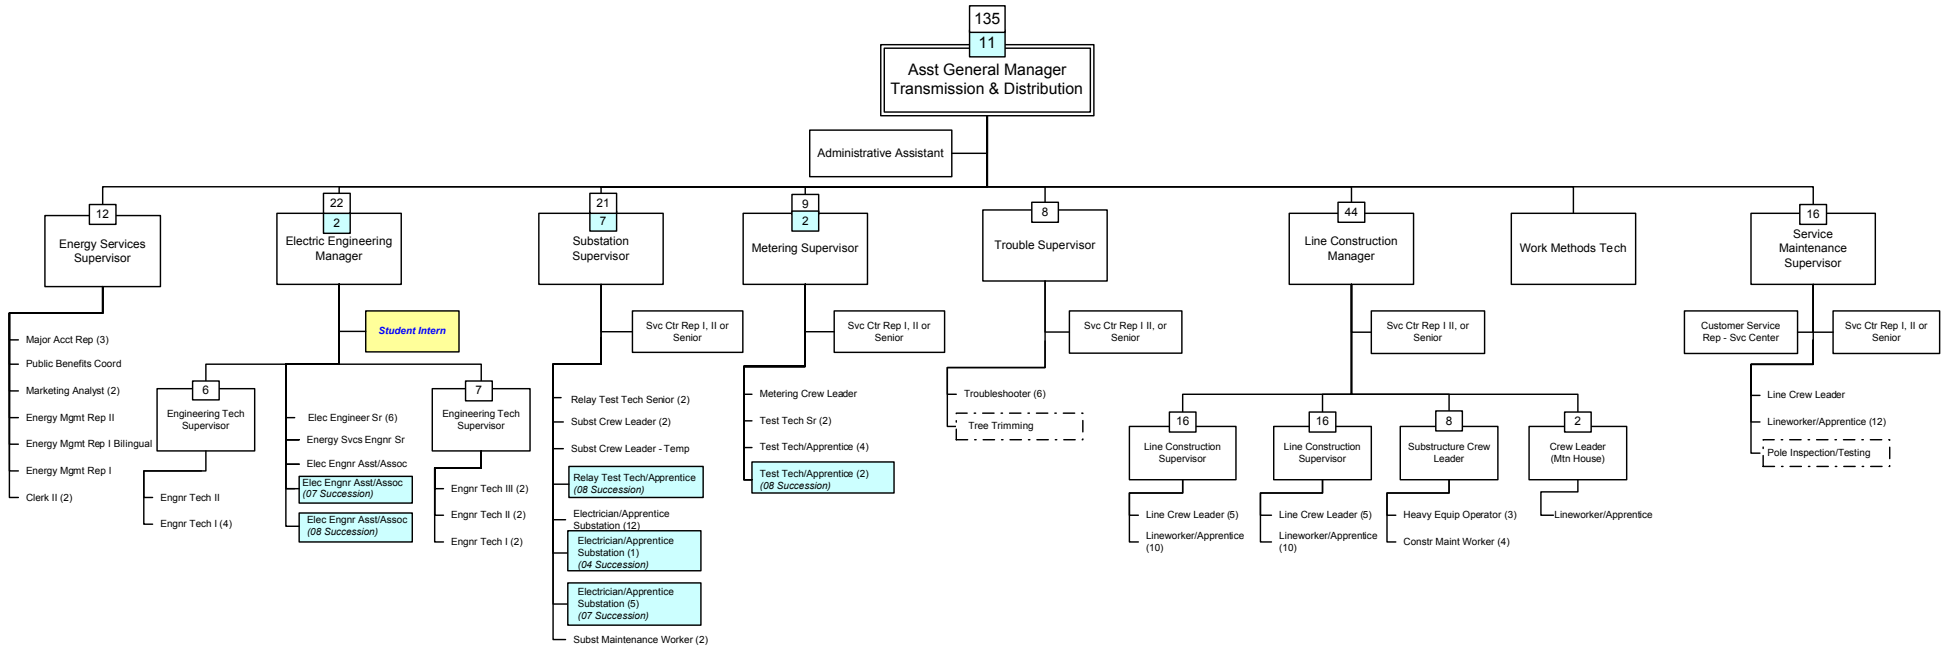 135
11
Asst General Manager
Transmission & Distribution
Administrative Assistant
12
Energy Services
Supervisor
Major Acct Rep (3)
Public Benefits Coord
Marketing Analyst (2)
Energy Mgmt Rep II
Energy Mgmt Rep I Bilingual
Energy Mgmt Rep I
Clerk II (2)
22
2
Electric Engineering
Manager
Student Intern
6
Engineering Tech
Supervisor
Engnr Tech II
Engnr Tech I (4)
Elec Engineer Sr (6)
Energy Svcs Engnr Sr
Elec Engnr Asst/Assoc
Elec Engnr Asst/Assoc
(07 Succession)
Elec Engnr Asst/Assoc
(08 Succession)
7
Engineering Tech
Supervisor
Engnr Tech III (2)
Engnr Tech II (2)
Engnr Tech I (2)
21
7
Substation
Supervisor
Svc Ctr Rep I, II or
Senior
Relay Test Tech Senior (2)
Subst Crew Leader (2)
Subst Crew Leader - Temp
Relay Test Tech/Apprentice
(08 Succession)
Electrician/Apprentice
Substation (12)
Electrician/Apprentice
Substation (1)
(04 Succession)
Electrician/Apprentice
Substation (5)
(07 Succession)
Subst Maintenance Worker (2)
9
2
Metering Supervisor
Svc Ctr Rep I, II or
Senior
Metering Crew Leader
Test Tech Sr (2)
Test Tech/Apprentice (4)
Test Tech/Apprentice (2)
(08 Succession)
8
Trouble Supervisor
Svc Ctr Rep I II, or
Senior
Troubleshooter (6)
Tree Trimming
44
Line Construction
Manager
Svc Ctr Rep I II, or
Senior
16
Line Construction
Supervisor
Line Crew Leader (5)
Lineworker/Apprentice
(10)
16
Line Construction
Supervisor
Line Crew Leader (5)
Lineworker/Apprentice
(10)
8
Substructure Crew
Leader
Heavy Equip Operator (3)
Constr Maint Worker (4)
2
Crew Leader
(Mtn House)
Lineworker/Apprentice
Work Methods Tech
16
Service
Maintenance
Supervisor
Customer Service
Rep - Svc Center
Svc Ctr Rep I, II or
Senior
Line Crew Leader
Lineworker/Apprentice (12)
Pole Inspection/Testing